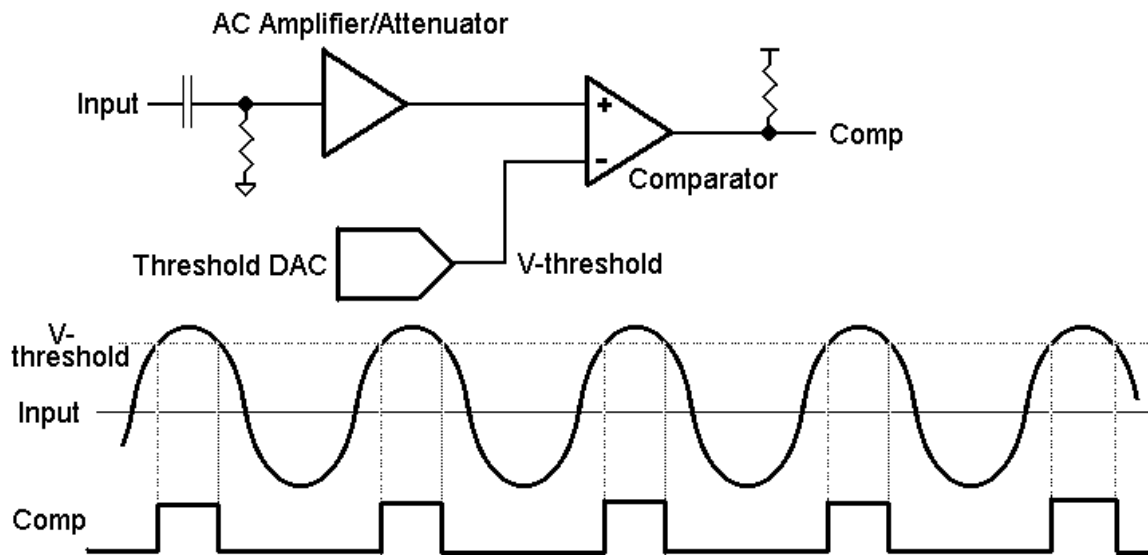 AC Amplifier/Attenuator
Input
+
-
Comp
Comparator
Threshold DAC
V-threshold
V-
threshold
Input
Comp